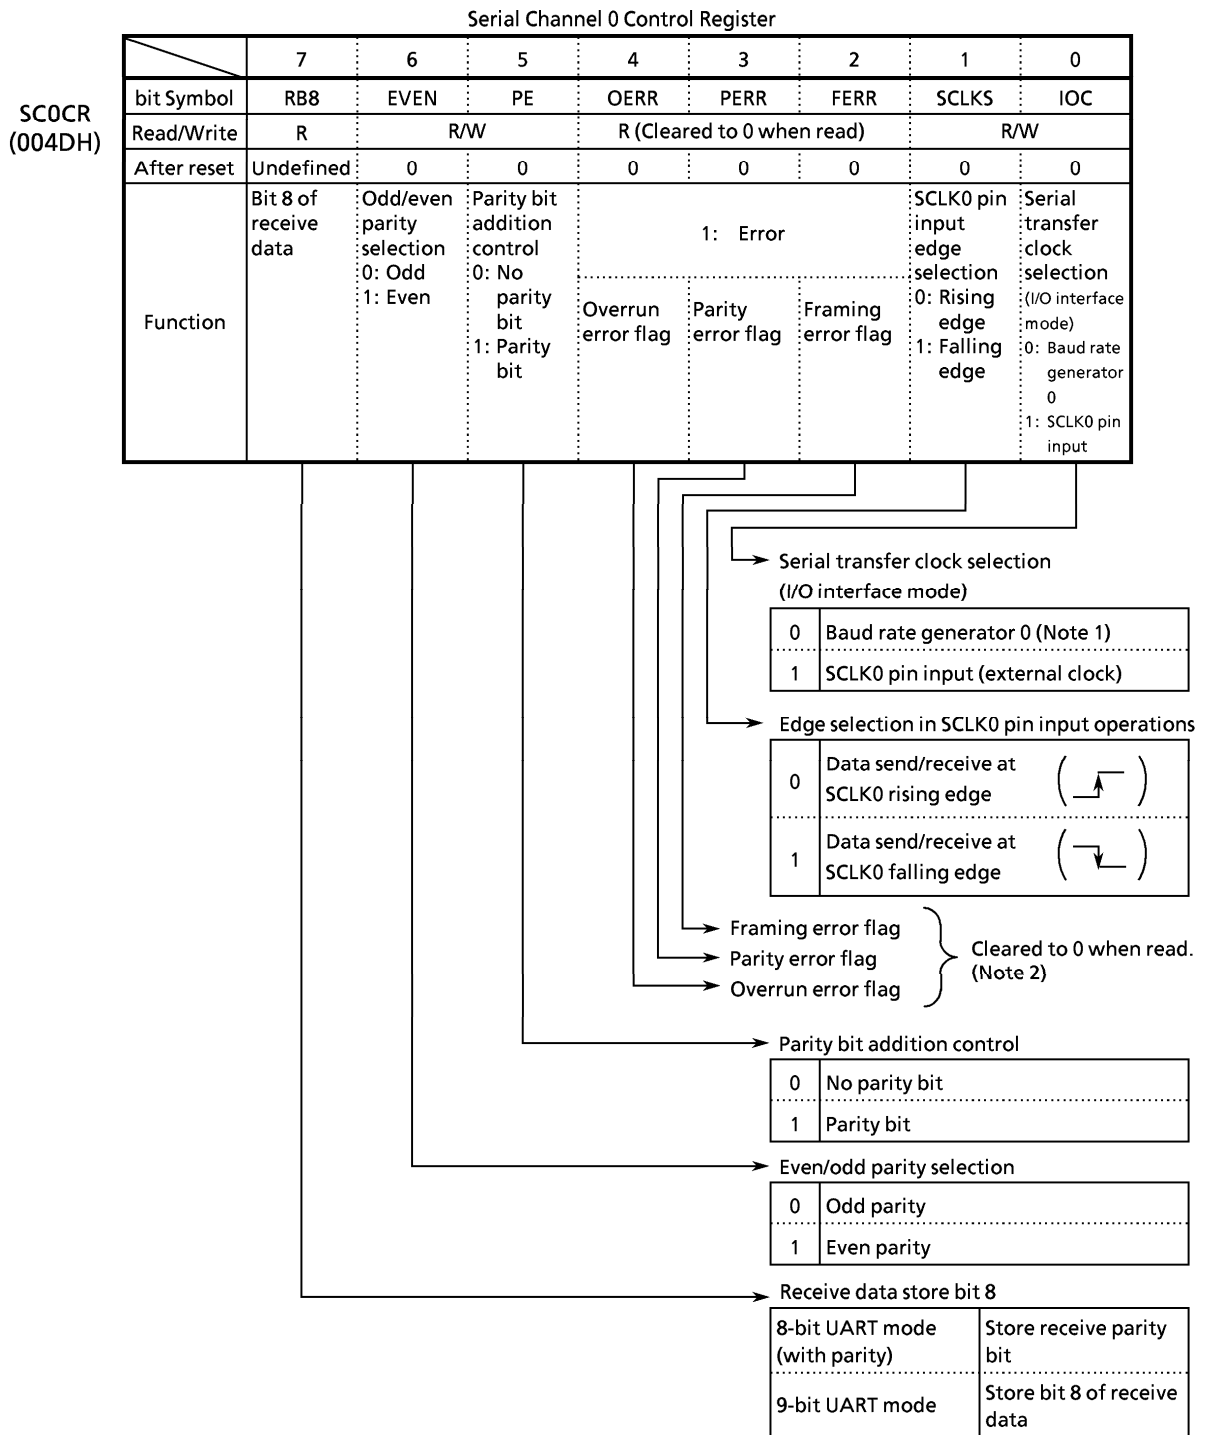 Serial Channel 0 Control Register
SC0CR
(004DH)
7 6 5 4 3 2 1 0
bit Symbol RB8 EVEN PE OERR PERR FERR SCLKS IOC
Read/Write R R/W R (Cleared to 0 when read) R/W
After reset Undefined 0 0 0 0 0 0 0
Function
Bit 8 of
receive
data
Odd/even
parity
selection
0: Odd
1: Even
Parity bit
addition
control
0: No
parity
bit
1: Parity
bit
1: Error
Overrun
error flag
Parity
error flag
Framing
error flag
SCLK0 pin
input
edge
selection
0: Rising
edge
1: Falling
edge
Serial
transfer
clock
selection
(I/O interface
mode)
0: Baud rate
generator
0
1: SCLK0 pin
input
Serial transfer clock selection
(I/O interface mode)
0 Baud rate generator 0 (Note 1)
1 SCLK0 pin input (external clock)
Edge selection in SCLK0 pin input operations
0 Data send/receive at
SCLK0 rising edge
1 Data send/receive at
SCLK0 falling edge
Framing error flag
Parity error flag
Overrun error flag
Cleared to 0 when read.
(Note 2)
Parity bit addition control
0 No parity bit
1 Parity bit
Even/odd parity selection
0 Odd parity
1 Even parity
Receive data store bit 8
8-bit UART mode
(with parity)
Store receive parity
bit
9-bit UART mode
Store bit 8 of receive
data